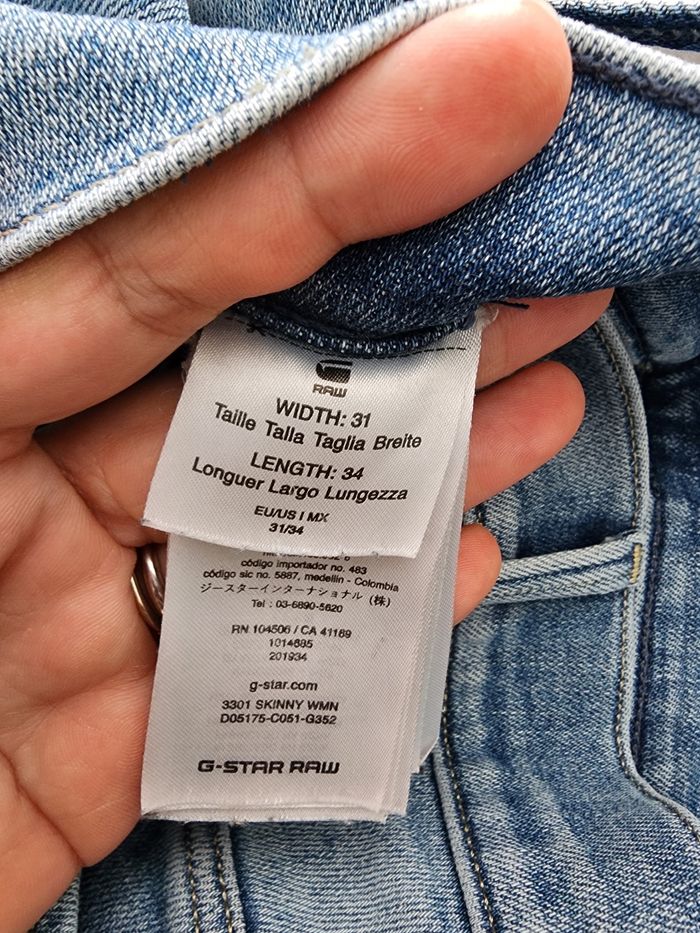 RAW
WIDTH: 31
Taille Talla Taglia Breite
LENGTH: 34
Longuer Largo Lungezza
EU/US I MX
31/34
código importador no. 483
código sic no. 5887, medellin - Colombia
ジースターインターナショナル (株)
Tel : 03-6890-5620
RN 104506 / CA 41189
1014685
201934
g-star.com
3301 SKINNY WMN
D05175-C051-G352
G-STAR RAW